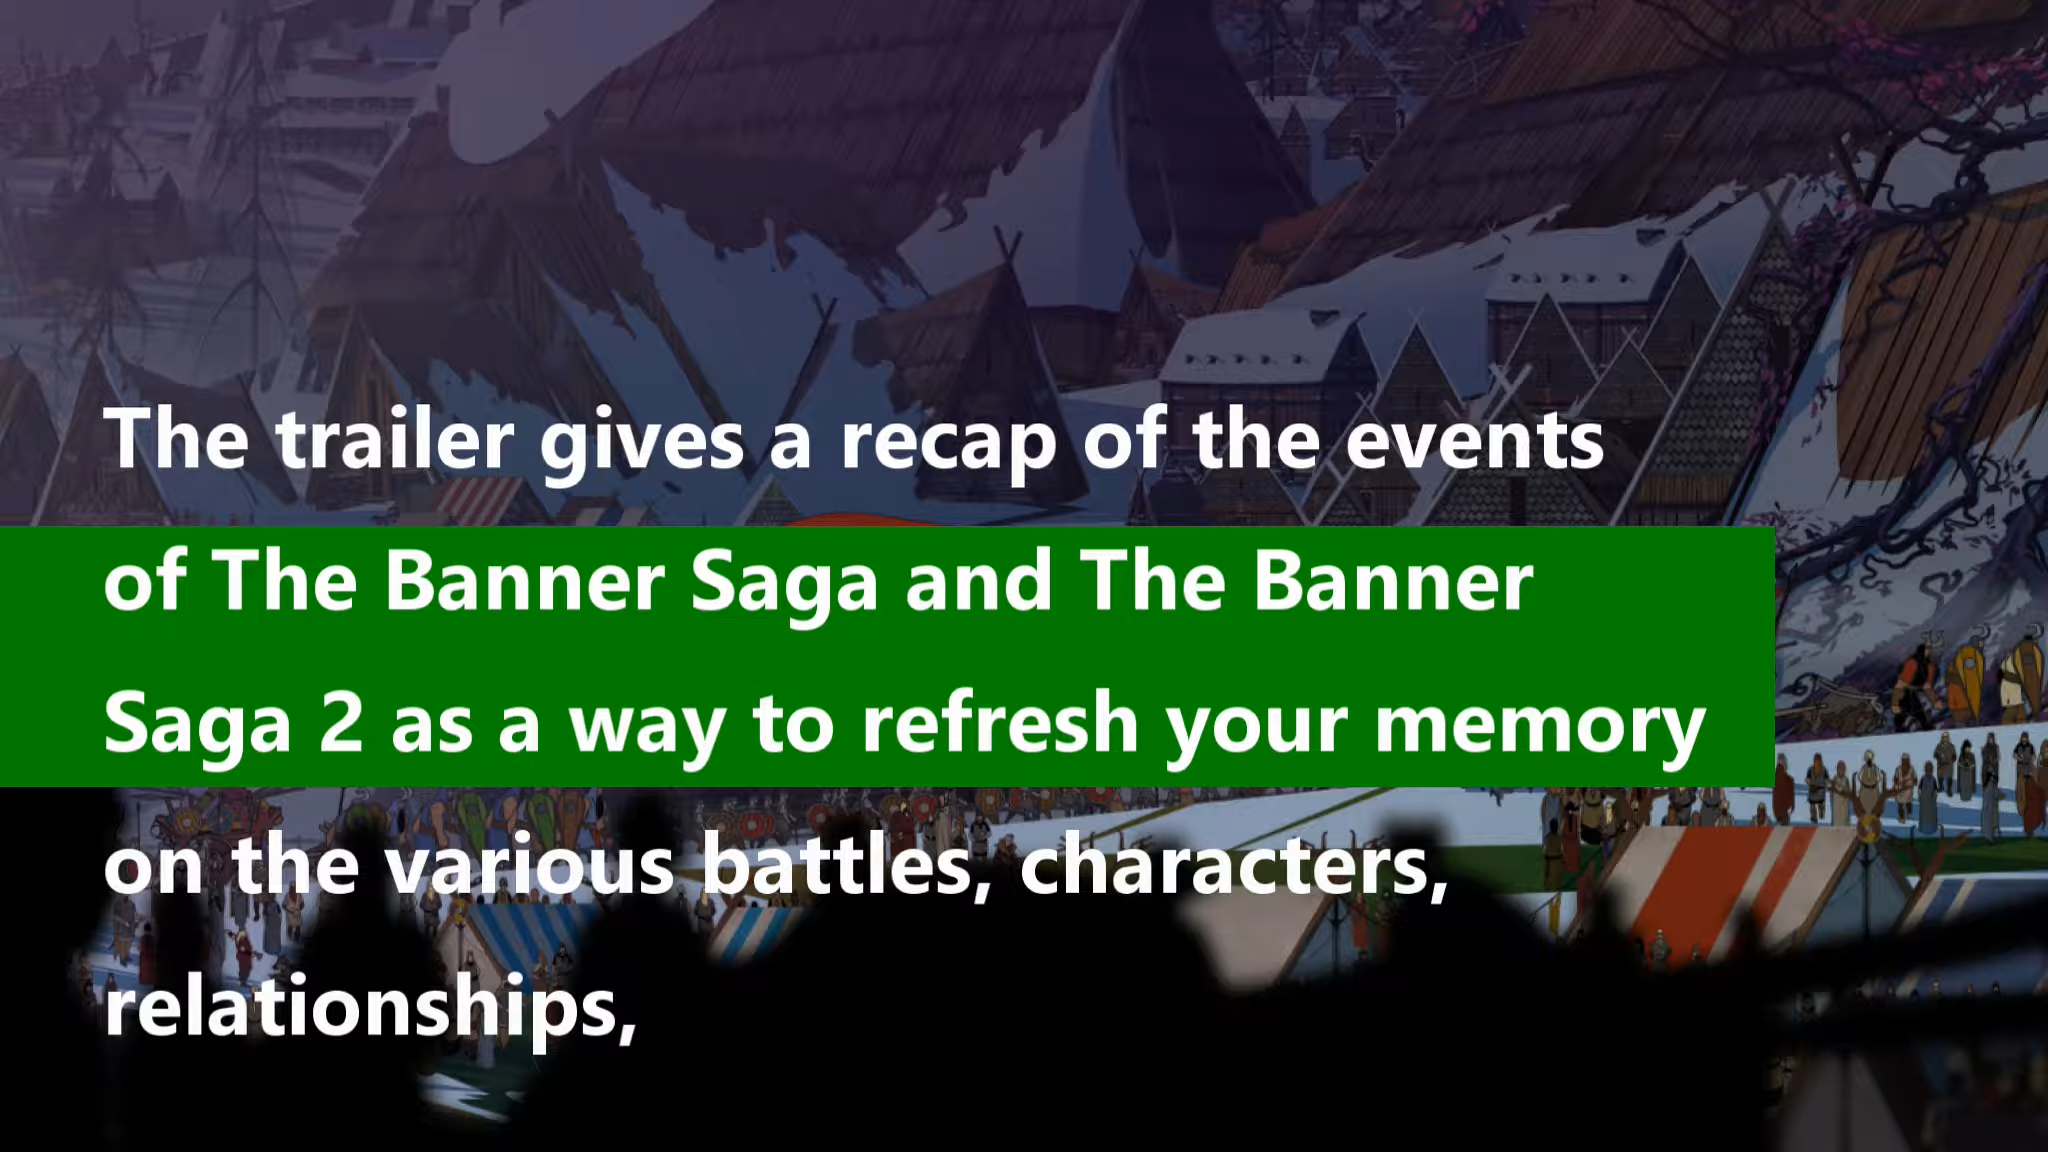 The trailer gives a recap of the events
of The Banner Saga and The Banner
Saga 2 as a way to refresh your memory
on the various battles, characters,
relationships,